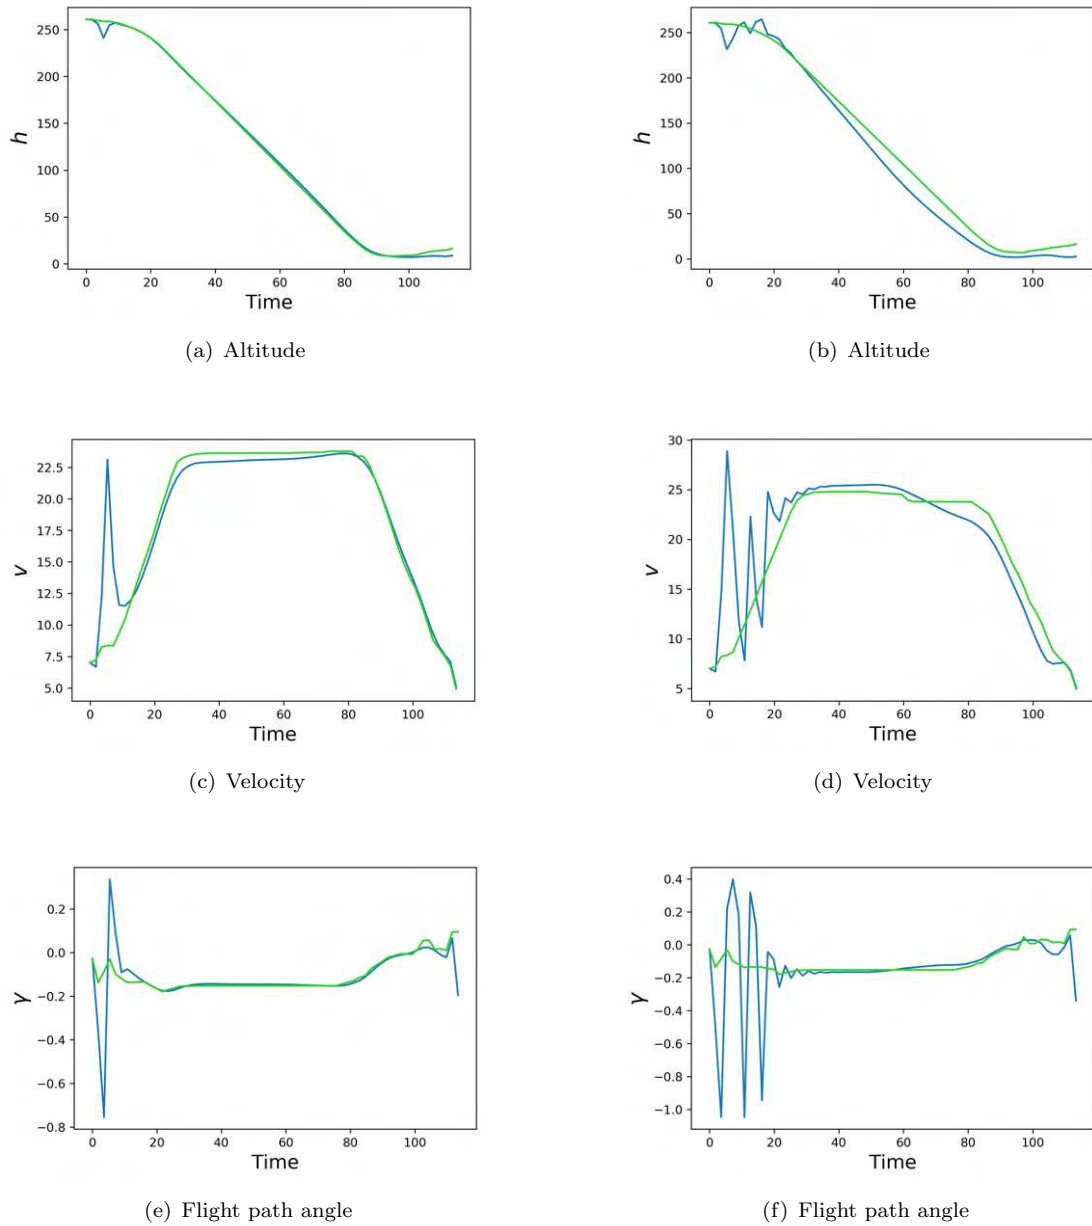 250
200
150
100
50
0
h
0 20 40 60 80 100
Time
(a) Altitude
250
200
150
100
50
0
h
0 20 40 60 80 100
Time
(b) Altitude
22.5
20.0
17.5
15.0
12.5
10.0
7.5
5.0
v
0 20 40 60 80 100
Time
(c) Velocity
30
25
20
15
10
5
v
0 20 40 60 80 100
Time
(d) Velocity
0.2
0.0
−0.2
−0.4
−0.6
−0.8
γ
0 20 40 60 80 100
Time
(e) Flight path angle
0.4
0.2
0.0
−0.2
−0.4
−0.6
−0.8
−1.0
γ
0 20 40 60 80 100
Time
(f) Flight path angle